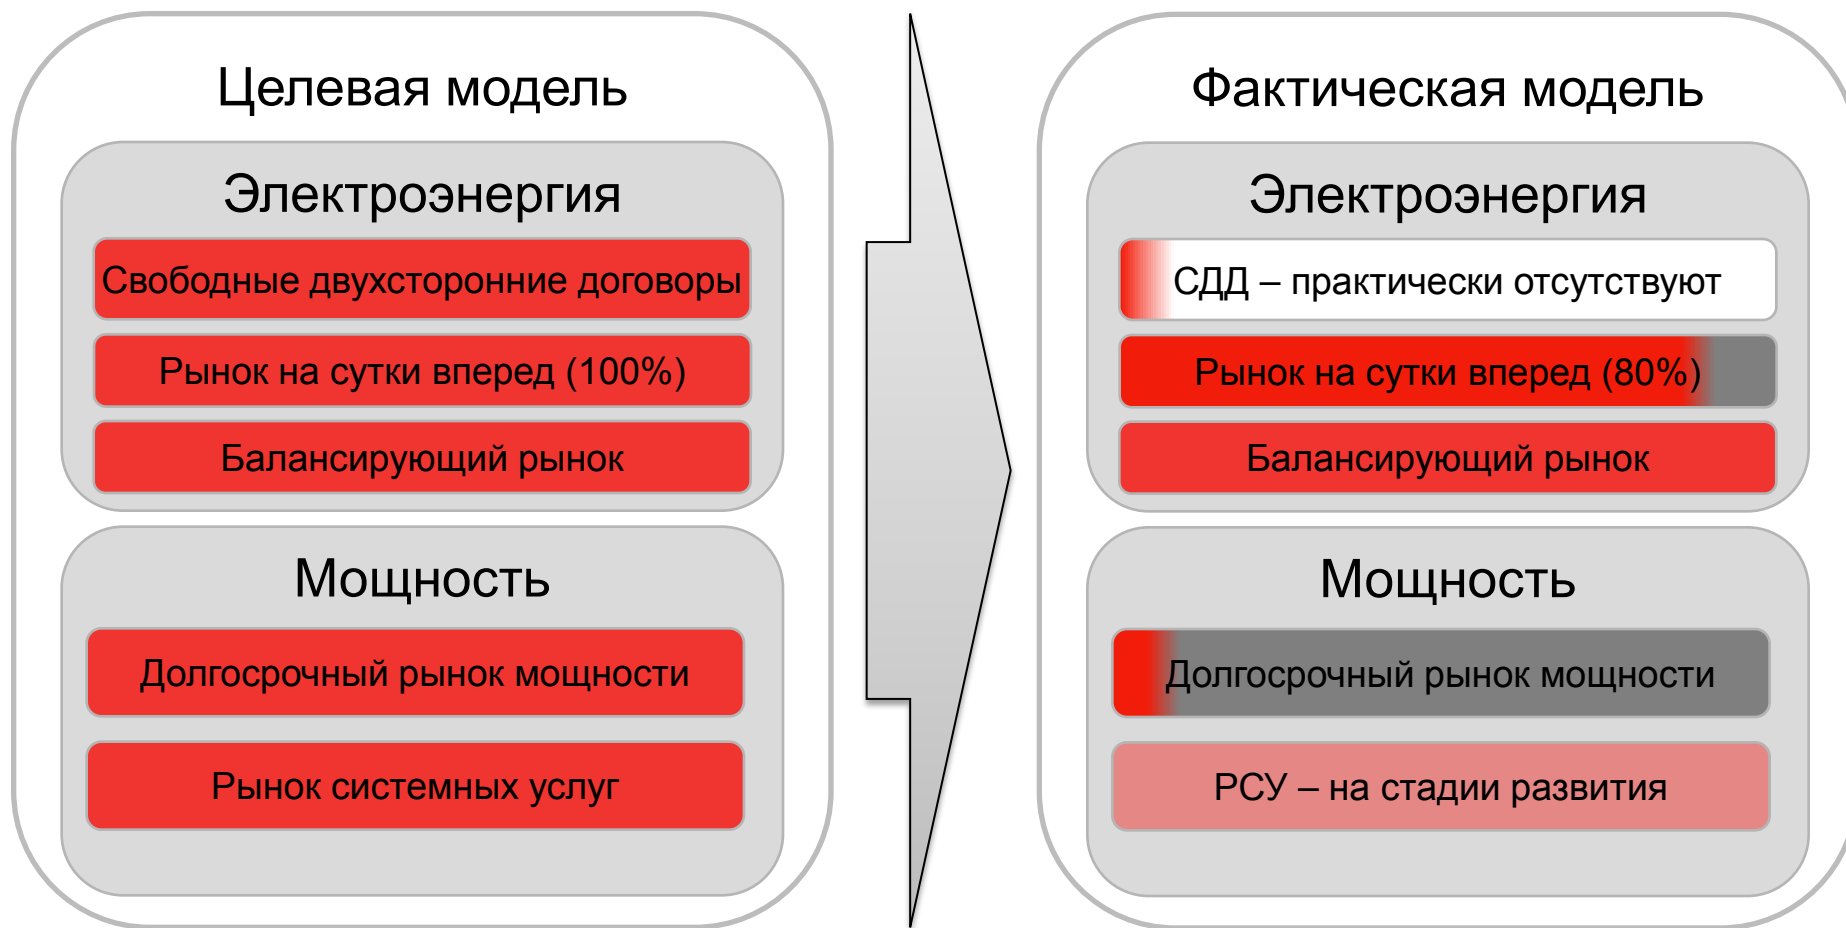 Целевая модель
Электроэнергия
Свободные двухсторонние договоры
Рынок на сутки вперед (100%)
Балансирующий рынок
Мощность
Долгосрочный рынок мощности
Рынок системных услуг
Фактическая модель
Электроэнергия
СДД – практически отсутствуют
Рынок на сутки вперед (80%)
Балансирующий рынок
Мощность
Долгосрочный рынок мощности
РСУ – на стадии развития